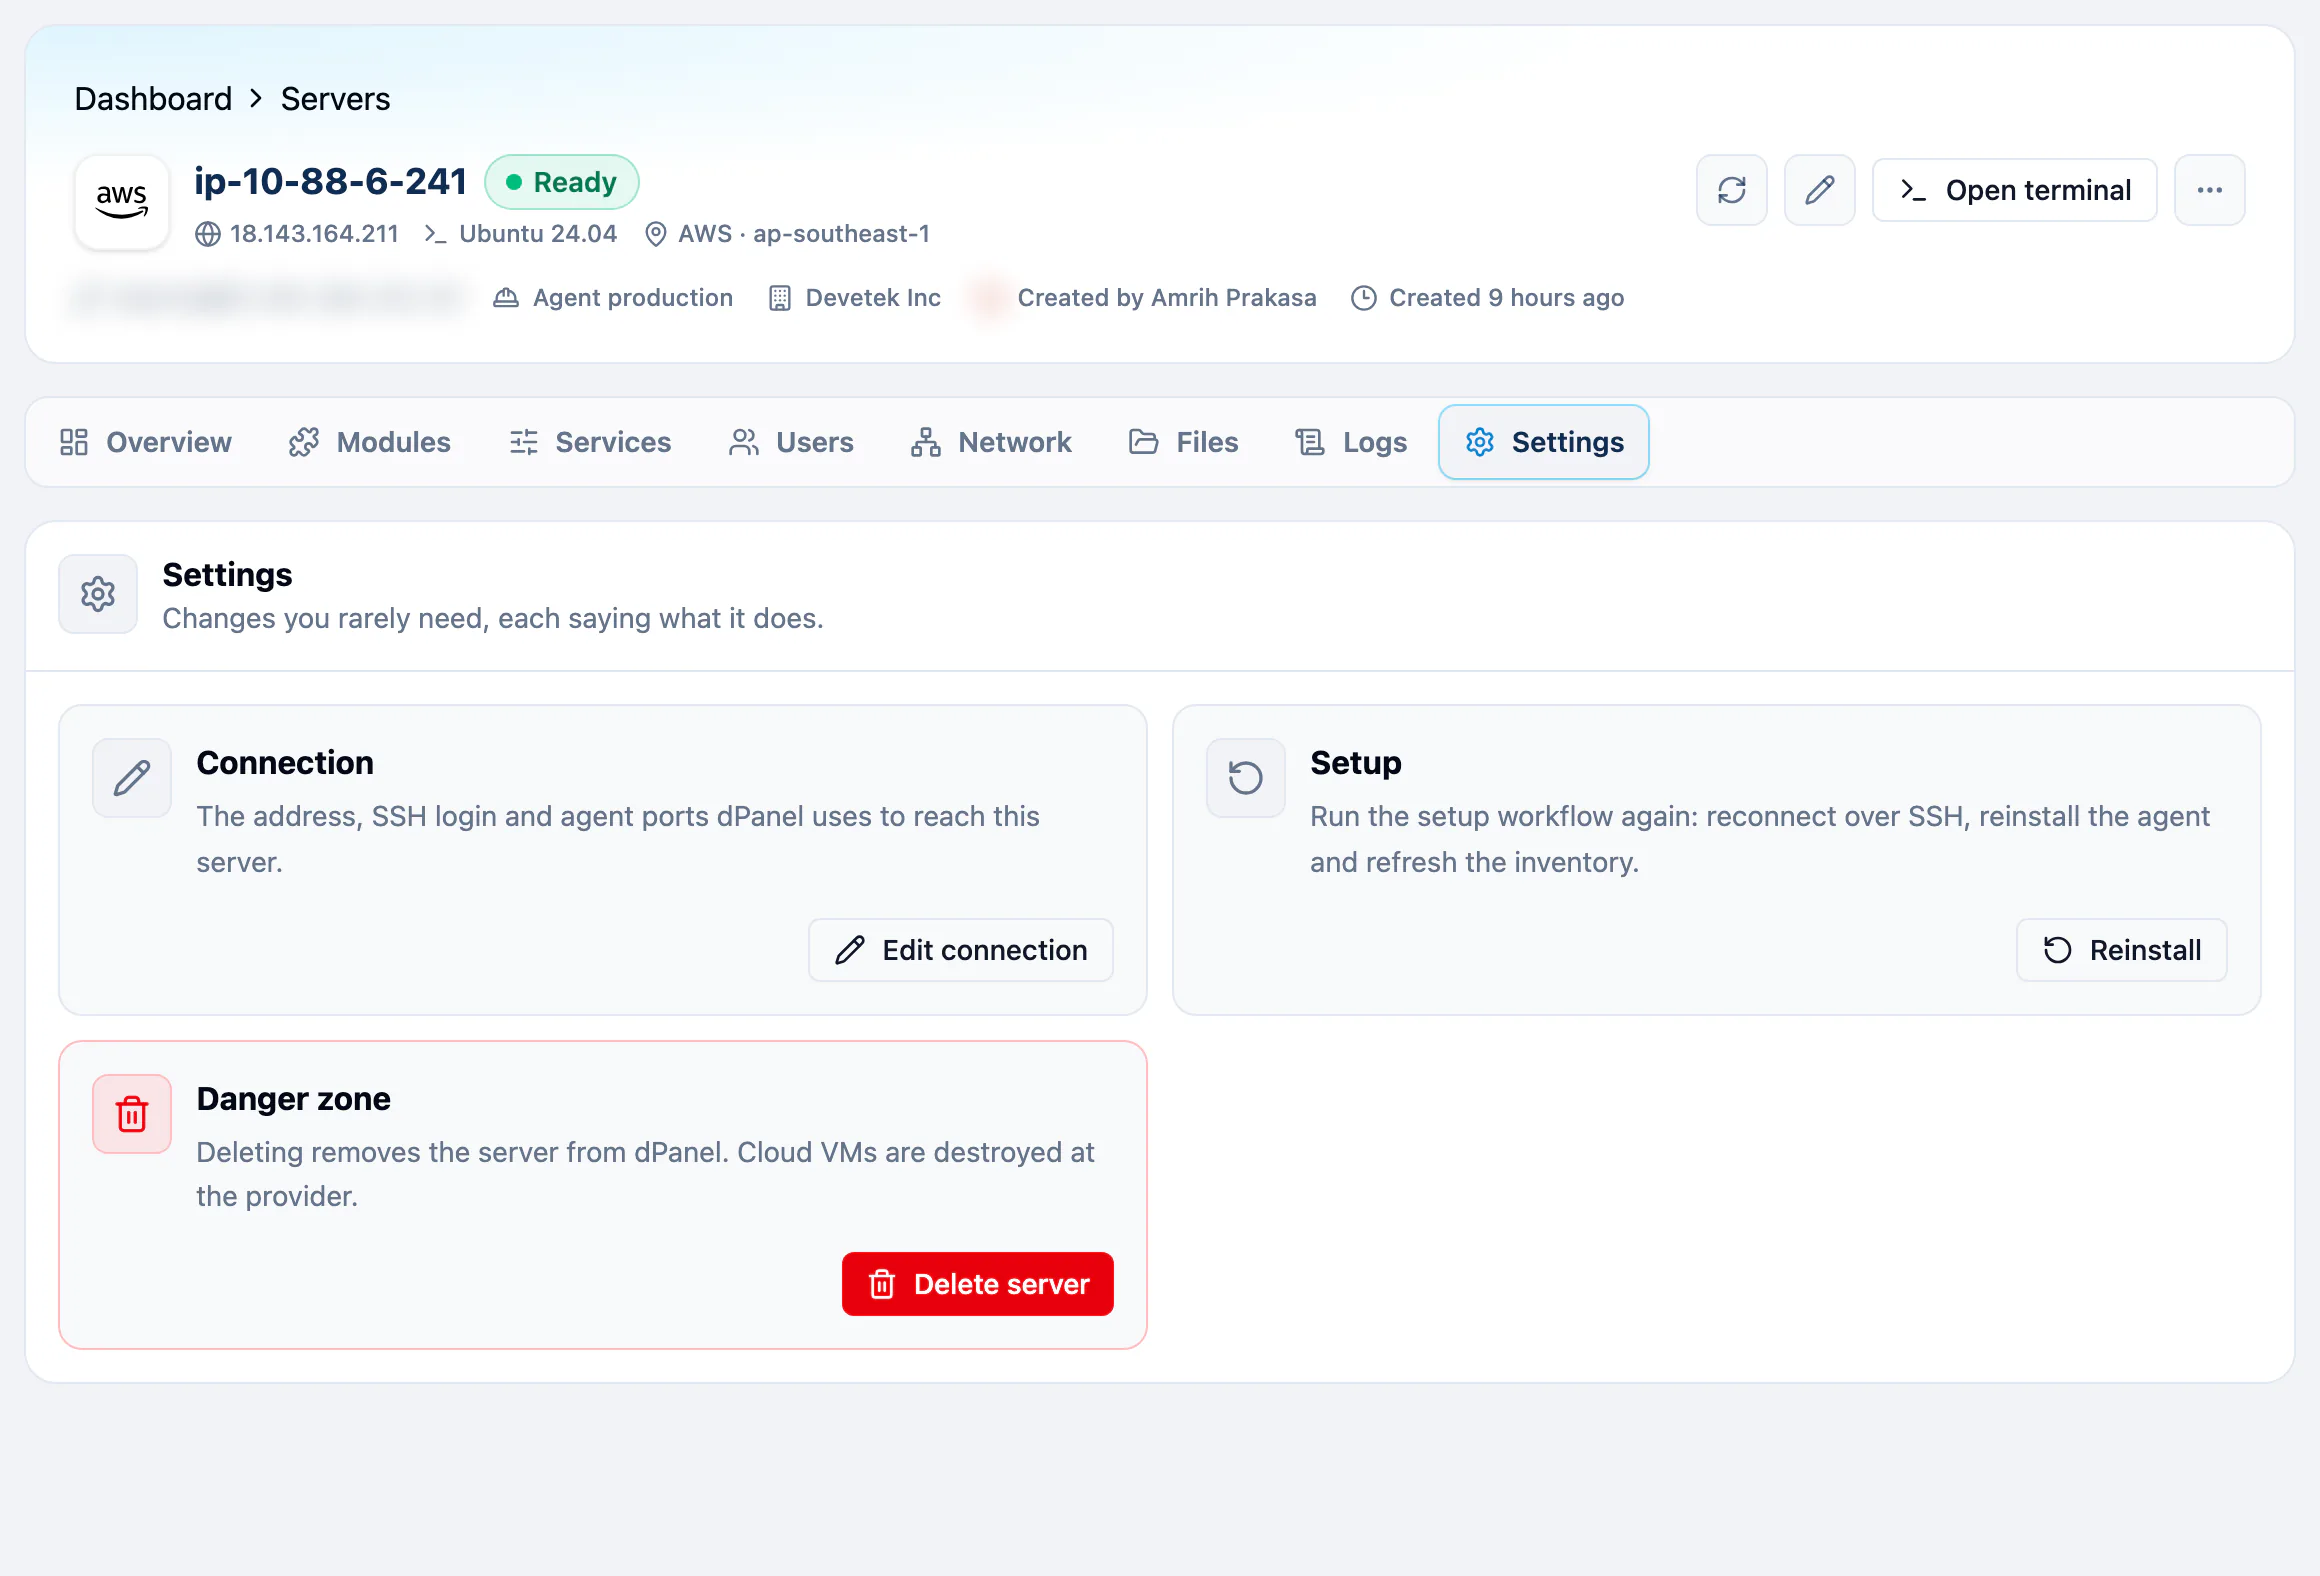 Dashboard > Servers
aws
ip-10-88-6-241
Ready
18.143.164.211
Ubuntu 24.04
AWS · ap-southeast-1
Open terminal
Agent production
Devetek Inc
Created by Amrih Prakasa
Created 9 hours ago
Overview
Modules
Services
Users
Network
Files
Logs
Settings
Settings
Changes you rarely need, each saying what it does.
Connection
The address, SSH login and agent ports dPanel uses to reach this
server.
Edit connection
Setup
Run the setup workflow again: reconnect over SSH, reinstall the agent
and refresh the inventory.
Reinstall
Danger zone
Deleting removes the server from dPanel. Cloud VMs are destroyed at
the provider.
Delete server